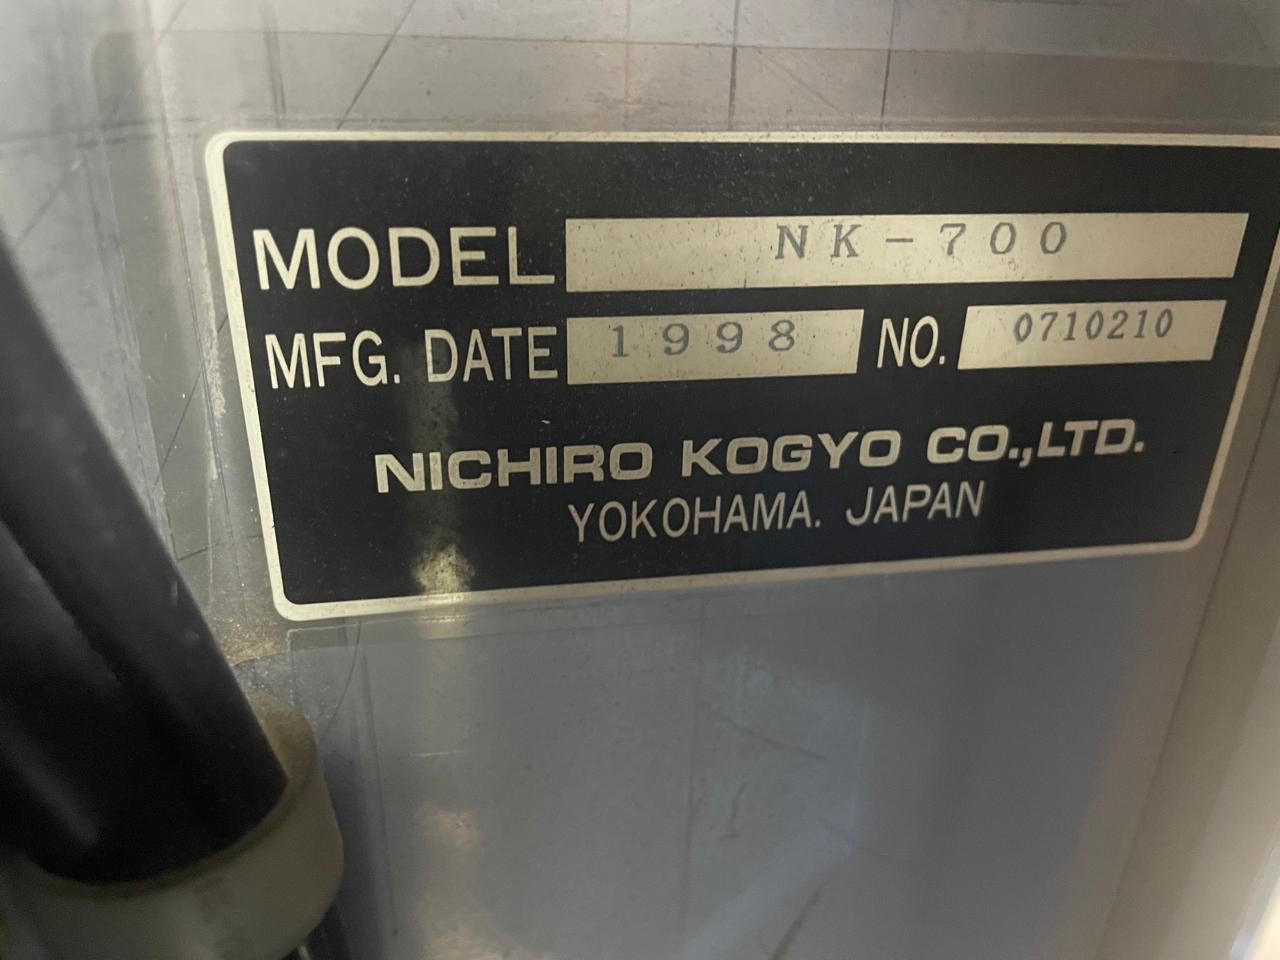 MODEL NK-700
MFG. DATE 1998 NO. 0710210
NICHIRO KOGYO CO.,LTD.
YOKOHAMA. JAPAN